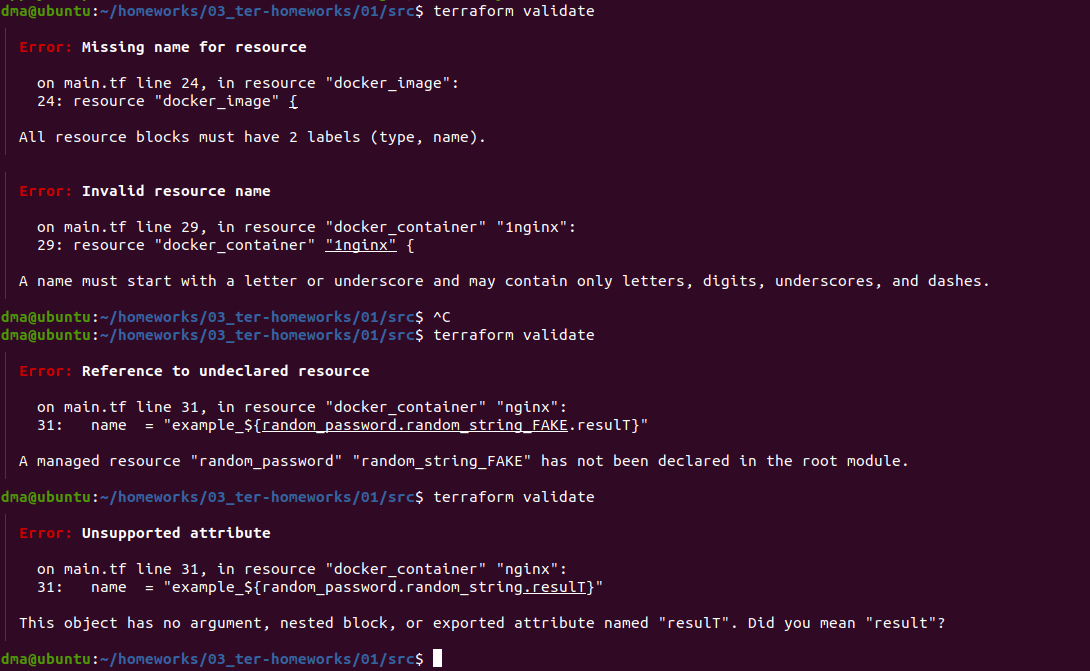 dma@ubuntu:~/homeworks/03_ter-homeworks/01/src$ terraform validate
Error: Missing name for resource
on main.tf line 24, in resource "docker_image":
24: resource "docker_image" {
All resource blocks must have 2 labels (type, name).
Error: Invalid resource name
on main.tf line 29, in resource "docker_container" "1nginx":
29: resource "docker_container" "1nginx" {
A name must start with a letter or underscore and may contain only letters, digits, underscores, and dashes.
dma@ubuntu:~/homeworks/03_ter-homeworks/01/src$ ^C
dma@ubuntu:~/homeworks/03_ter-homeworks/01/src$ terraform validate
Error: Reference to undeclared resource
on main.tf line 31, in resource "docker_container" "nginx":
31:   name  = "example_${random_password.random_string_FAKE.resulT}"
A managed resource "random_password" "random_string_FAKE" has not been declared in the root module.
dma@ubuntu:~/homeworks/03_ter-homeworks/01/src$ terraform validate
Error: Unsupported attribute
on main.tf line 31, in resource "docker_container" "nginx":
31:   name  = "example_${random_password.random_string.resulT}"
This object has no argument, nested block, or exported attribute named "resulT". Did you mean "result"?
dma@ubuntu:~/homeworks/03_ter-homeworks/01/src$